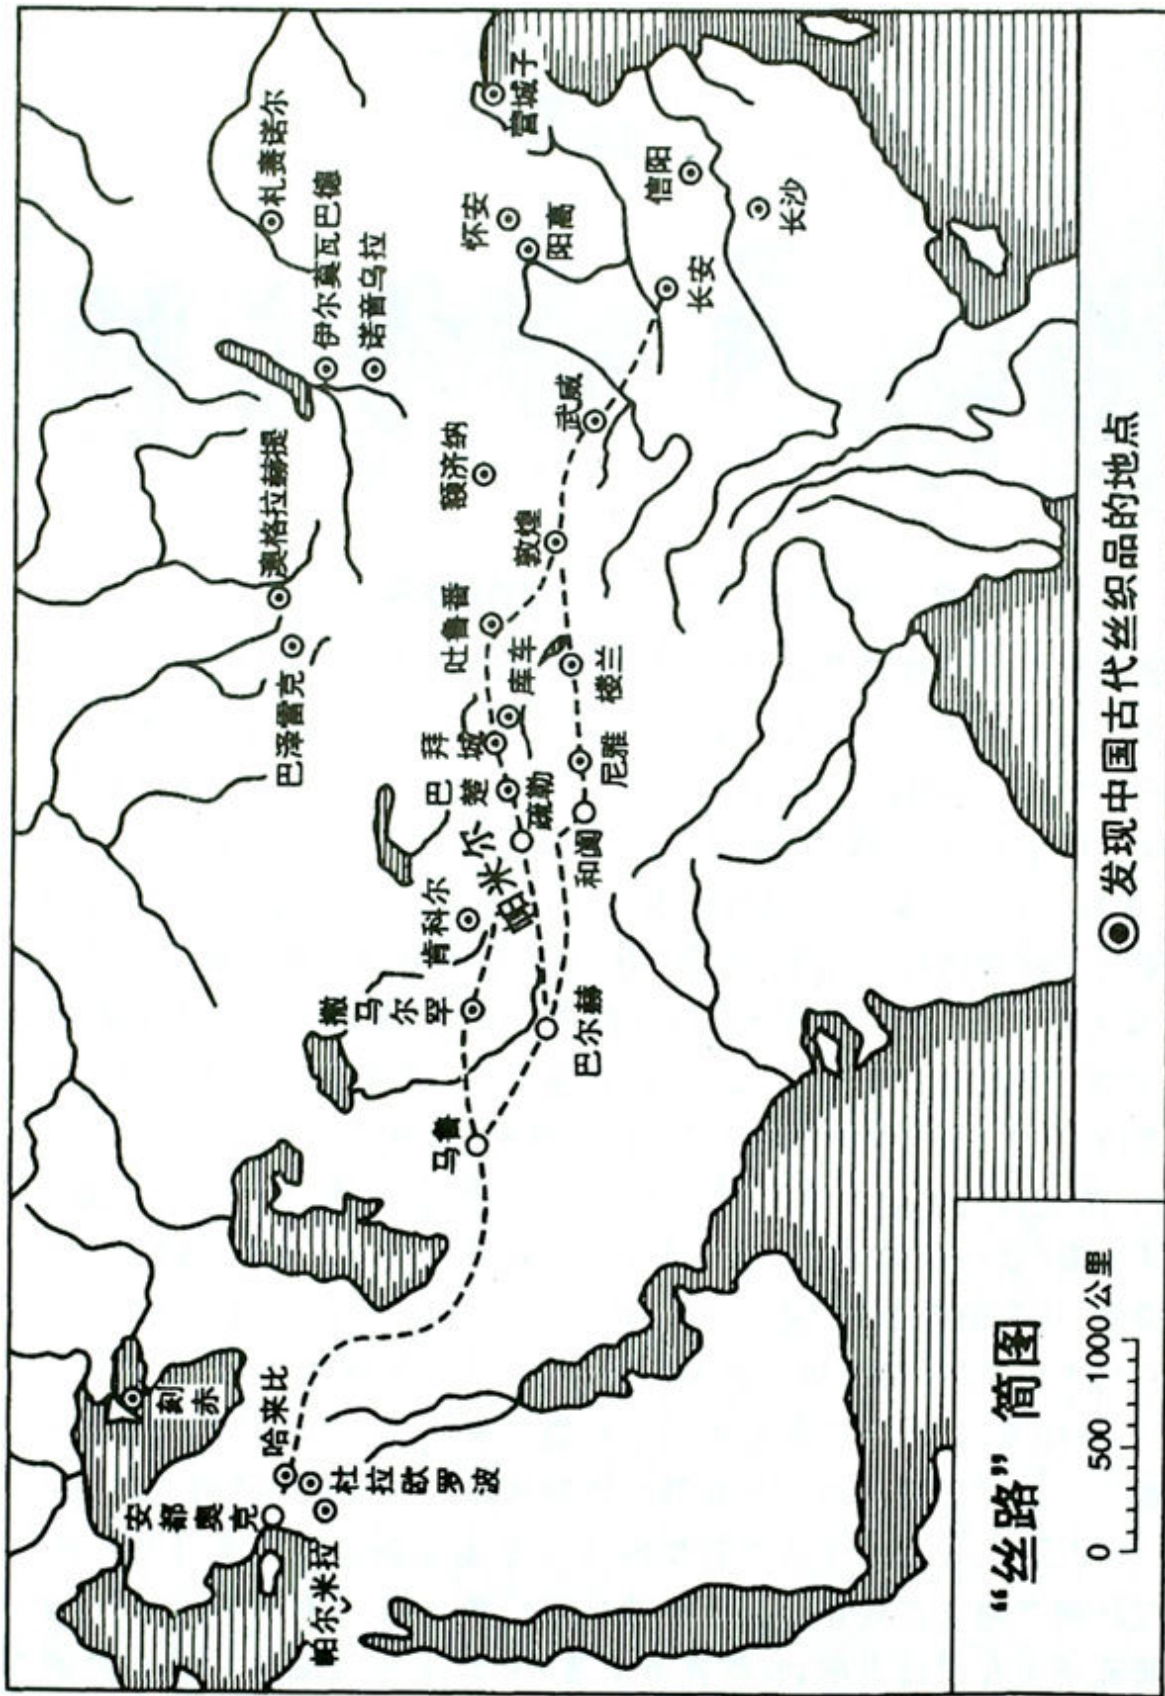 刻赤
安都奥克
哈来比
杜拉欧罗波
帕尔米拉
马鲁
撒马尔罕
巴尔赫
肯科尔
帕米尔
疏勒
巴楚
拜城
库车
吐鲁番
和阗
尼雅
楼兰
敦煌
额济纳
武威
长安
巴泽雷克
奥格拉赫提
伊尔莫瓦巴德
诺音乌拉
札赉诺尔
怀安
阳高
营城子
信阳
长沙
“丝路”简图
0 500 1000公里
发现中国古代丝织品的地点